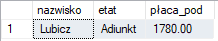 nazwisko etat płaca_pod
1 Lubicz Adiunkt 1780.00